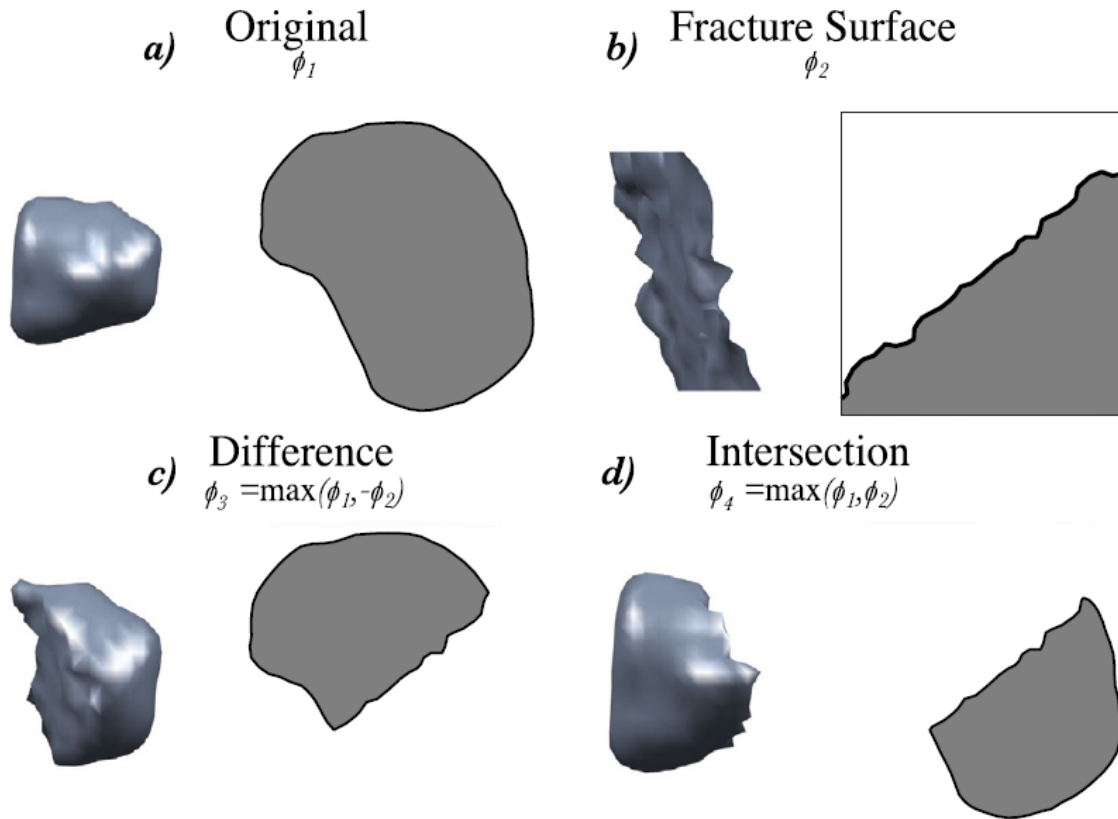 a) Original
ϕ₁
b) Fracture Surface
ϕ₂
c) Difference
ϕ₃ =max(ϕ₁,-ϕ₂)
d) Intersection
ϕ₄ =max(ϕ₁,ϕ₂)